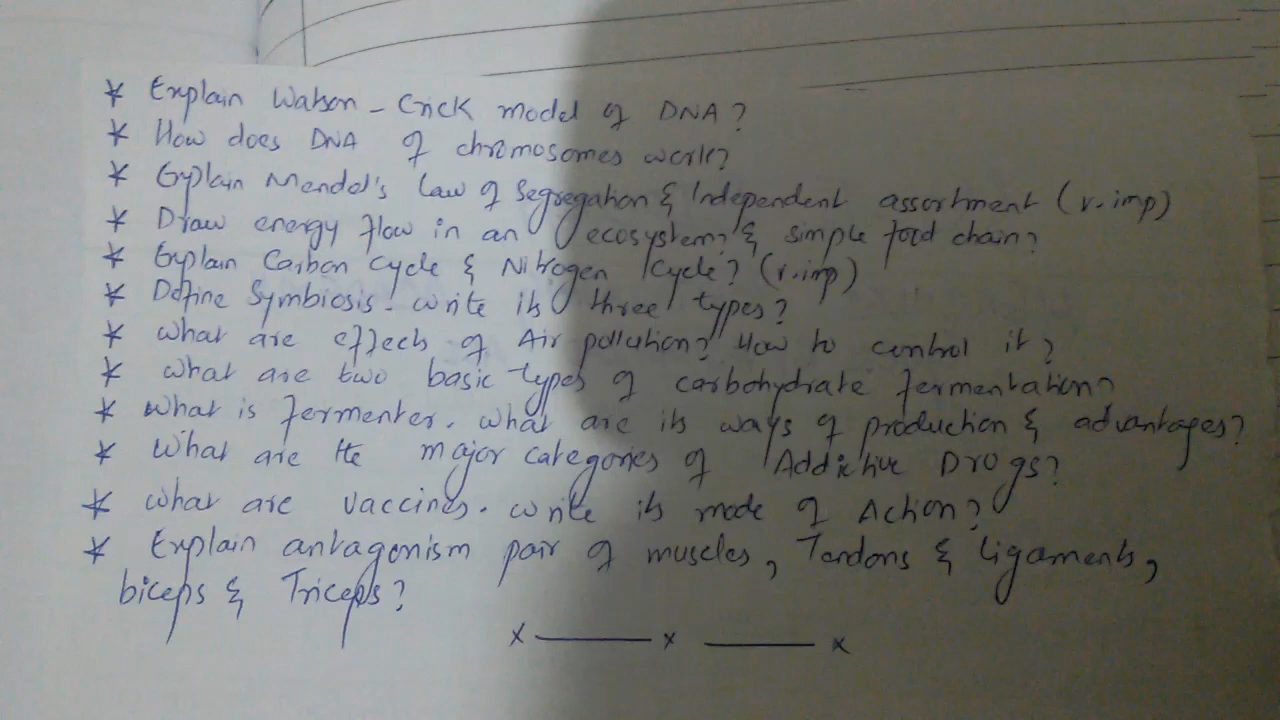 * Explain Watson - Crick model of DNA?
* How does DNA of chromosomes work?
* Explain Mendel's law of Segregation & Independent assortment (v.imp)
* Draw energy flow in an ecosystem? & simple food chain?
* Explain Carbon Cycle & Nitrogen Cycle? (v.imp)
* Define Symbiosis. write its three types?
* What are effects of Air pollution? How to control it?
* What are two basic types of carbohydrate fermentation?
* What is fermenter. What are its ways of production & advantages?
* What are the major categories of Addictive Drogs?
* What are vaccines. write its mode of Action?
* Explain antagonism pair of muscles, Tendons & ligaments,
biceps & Triceps?
x ——— x ——— x